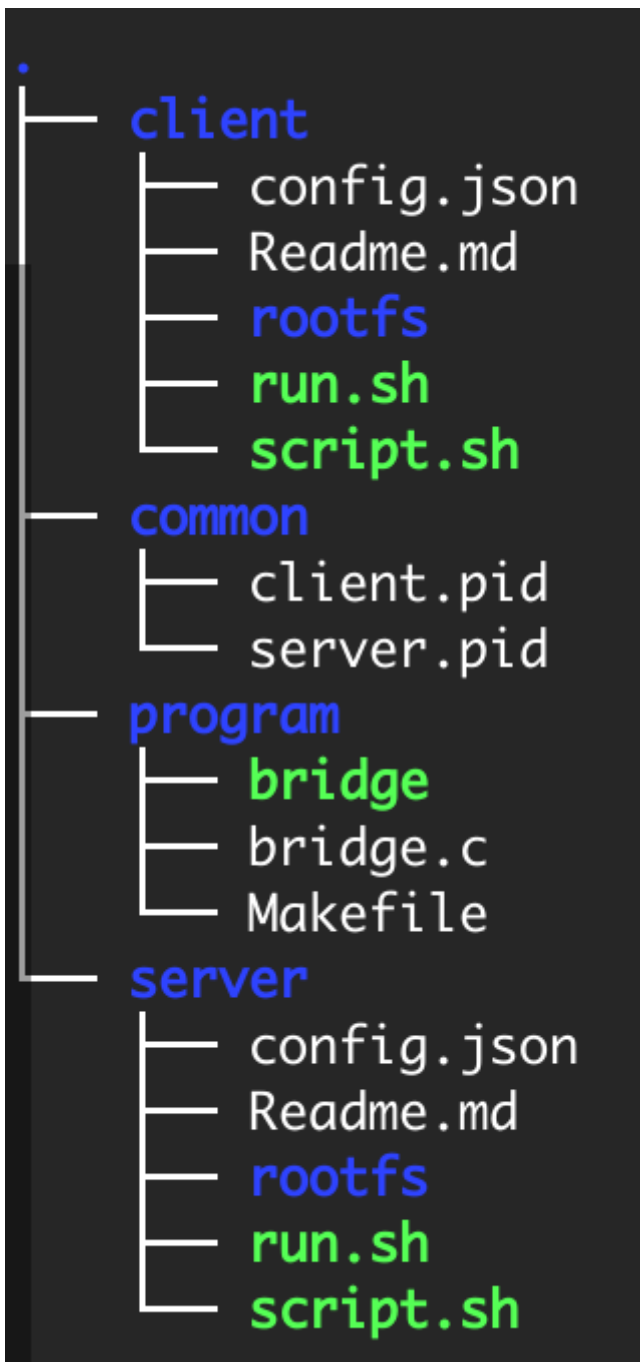 .
├── client
│   ├── config.json
│   ├── Readme.md
│   ├── rootfs
│   ├── run.sh
│   └── script.sh
├── common
│   ├── client.pid
│   └── server.pid
├── program
│   ├── bridge
│   ├── bridge.c
│   └── Makefile
└── server
    ├── config.json
    ├── Readme.md
    ├── rootfs
    ├── run.sh
    └── script.sh